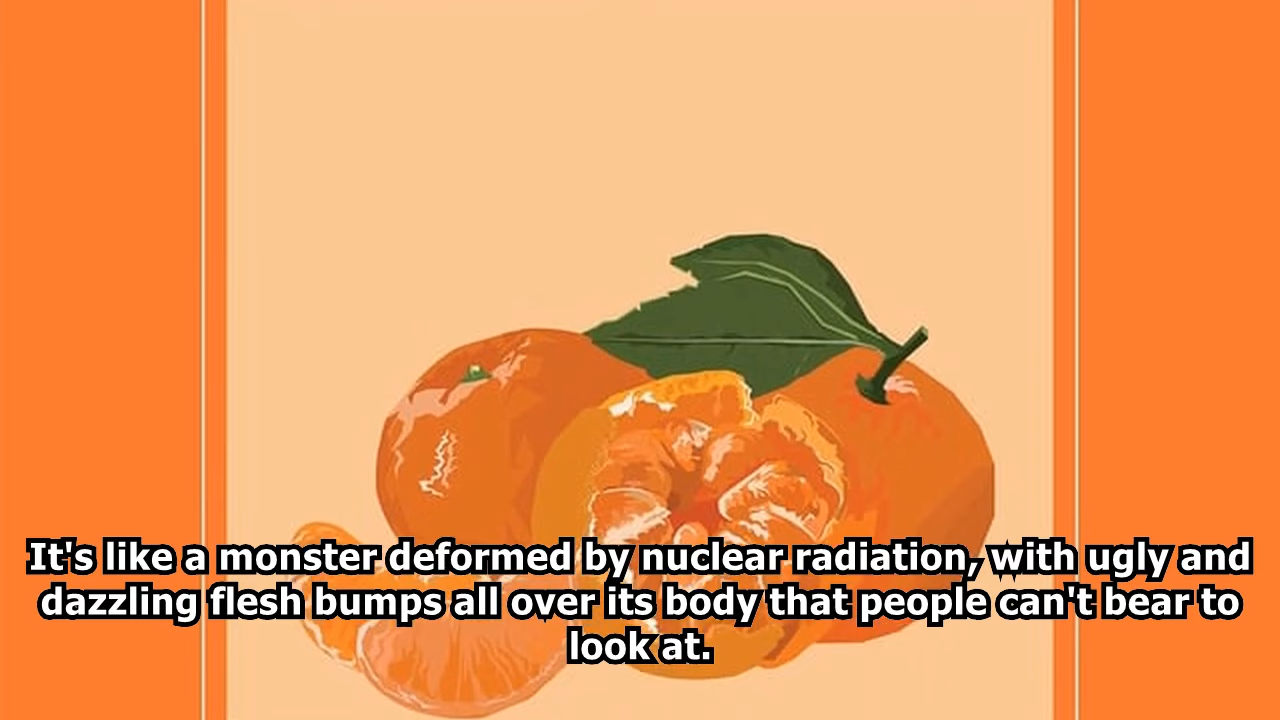 It's like a monster deformed by nuclear radiation, with ugly and
dazzling flesh bumps all over its body that people can't bear to
look at.